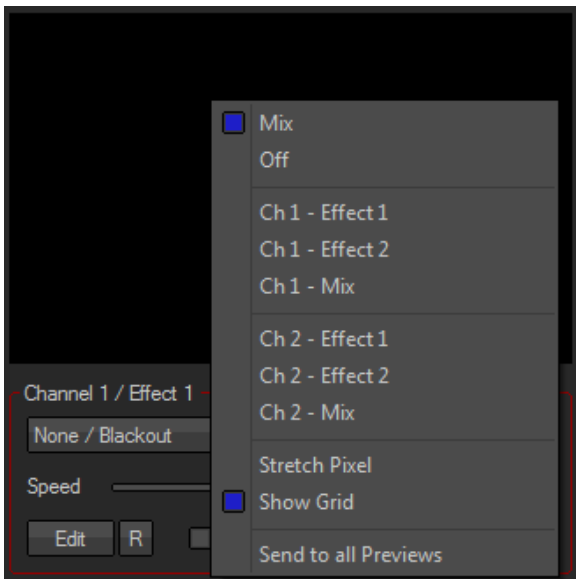 Mix
Off
Ch 1 - Effect 1
Ch 1 - Effect 2
Ch 1 - Mix
Ch 2 - Effect 1
Ch 2 - Effect 2
Ch 2 - Mix
Stretch Pixel
Show Grid
Send to all Previews
Channel 1 / Effect 1
None / Blackout
Speed
Edit R